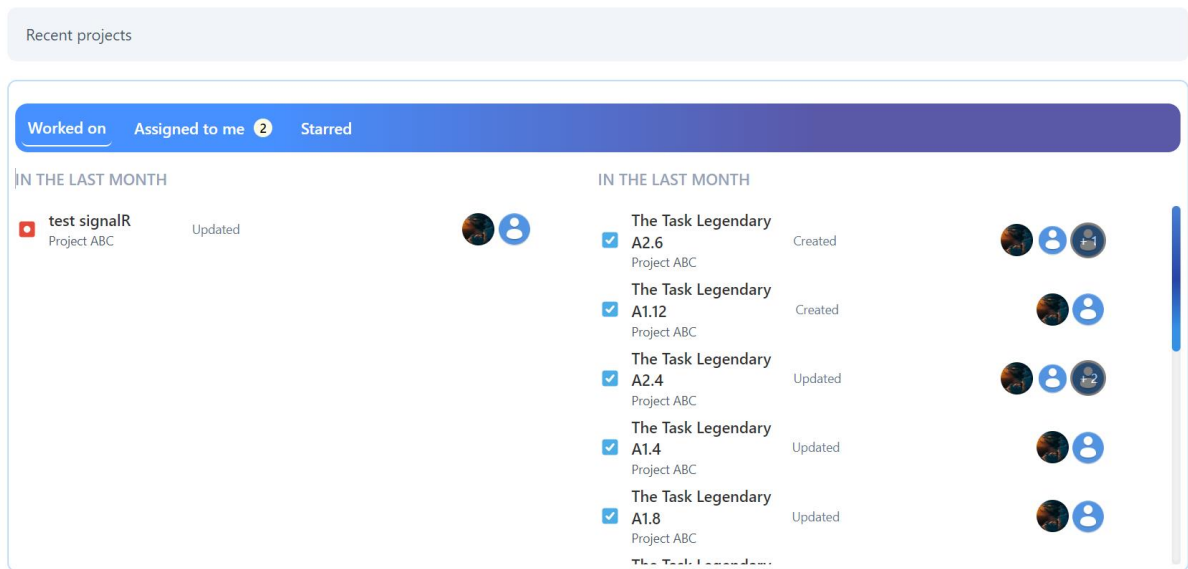 Recent projects
Worked on Assigned to me 2 Starred
IN THE LAST MONTH
test signalR
Project ABC
Updated
IN THE LAST MONTH
The Task Legendary
A2.6
Project ABC
Created
+1
The Task Legendary
A1.12
Project ABC
Created
The Task Legendary
A2.4
Project ABC
Updated
+2
The Task Legendary
A1.4
Project ABC
Updated
The Task Legendary
A1.8
Project ABC
Updated
The Task Legendary